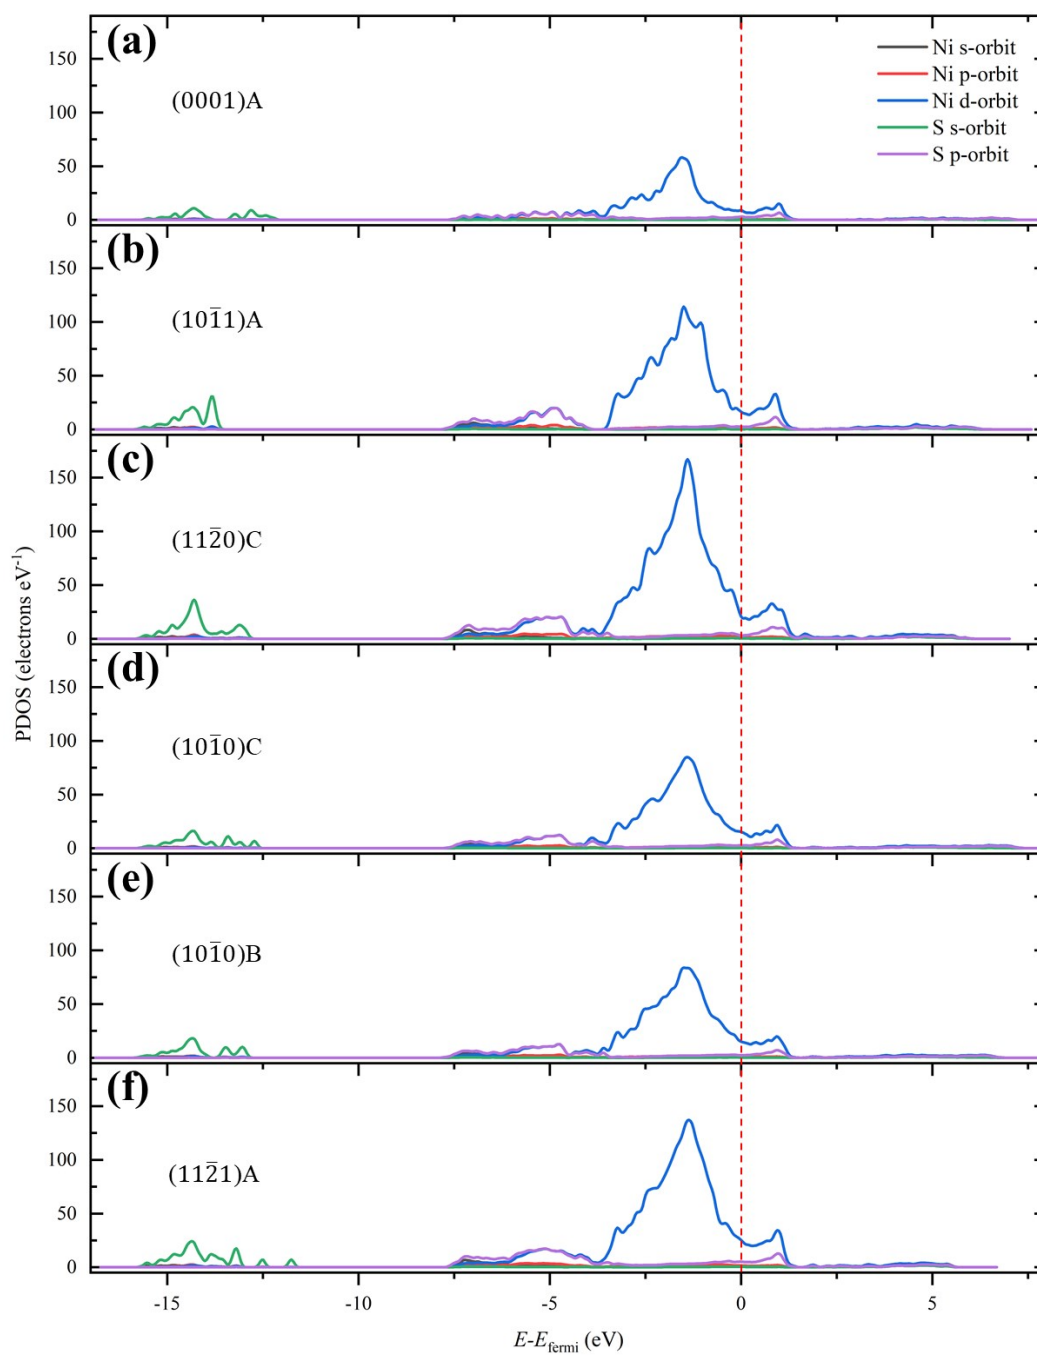 (a)
150
100
50
0
(0001)A
Ni s-orbit
Ni p-orbit
Ni d-orbit
S s-orbit
S p-orbit
(b)
150
100
50
0
(101̅1)A
(c)
150
100
50
0
(112̅0)C
(d)
150
100
50
0
(101̅0)C
(e)
150
100
50
0
(101̅0)B
(f)
150
100
50
0
(112̅1)A
PDOS (electrons eV⁻¹)
-15 -10 -5 0 5
E-E_fermi (eV)